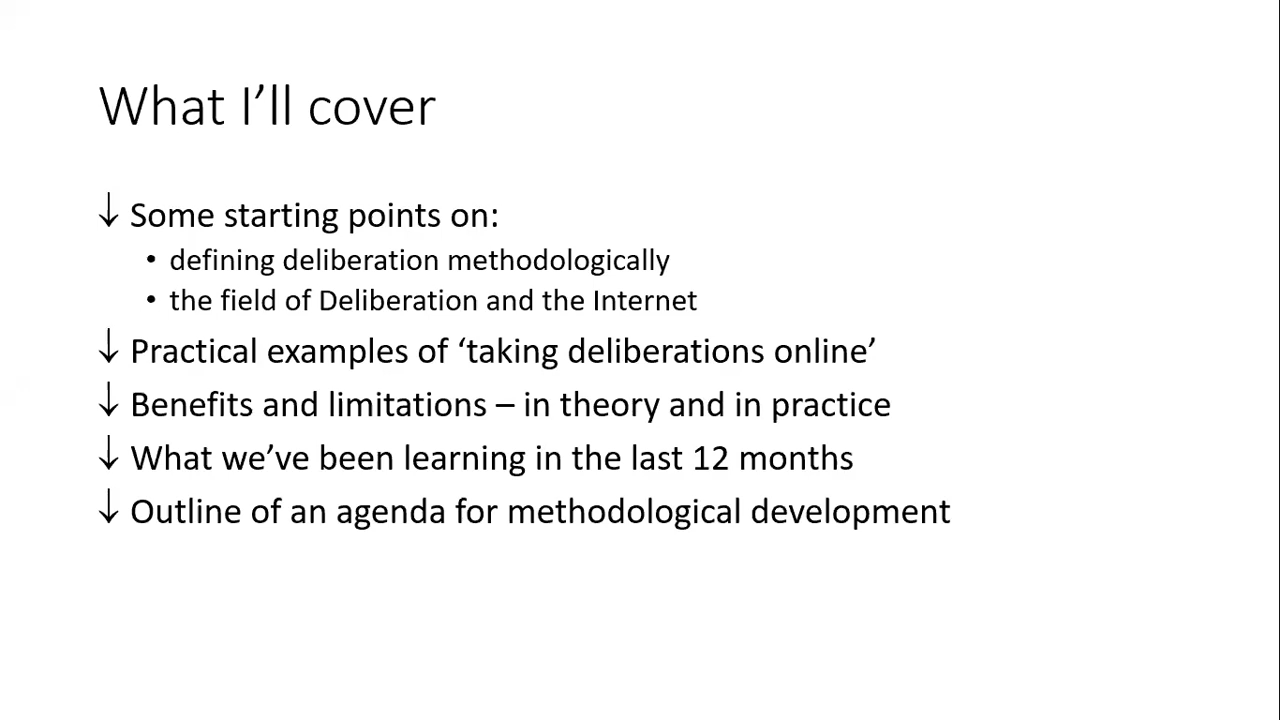 What I’ll cover
↓ Some starting points on:
• defining deliberation methodologically
• the field of Deliberation and the Internet
↓ Practical examples of ‘taking deliberations online’
↓ Benefits and limitations – in theory and in practice
↓ What we’ve been learning in the last 12 months
↓ Outline of an agenda for methodological development